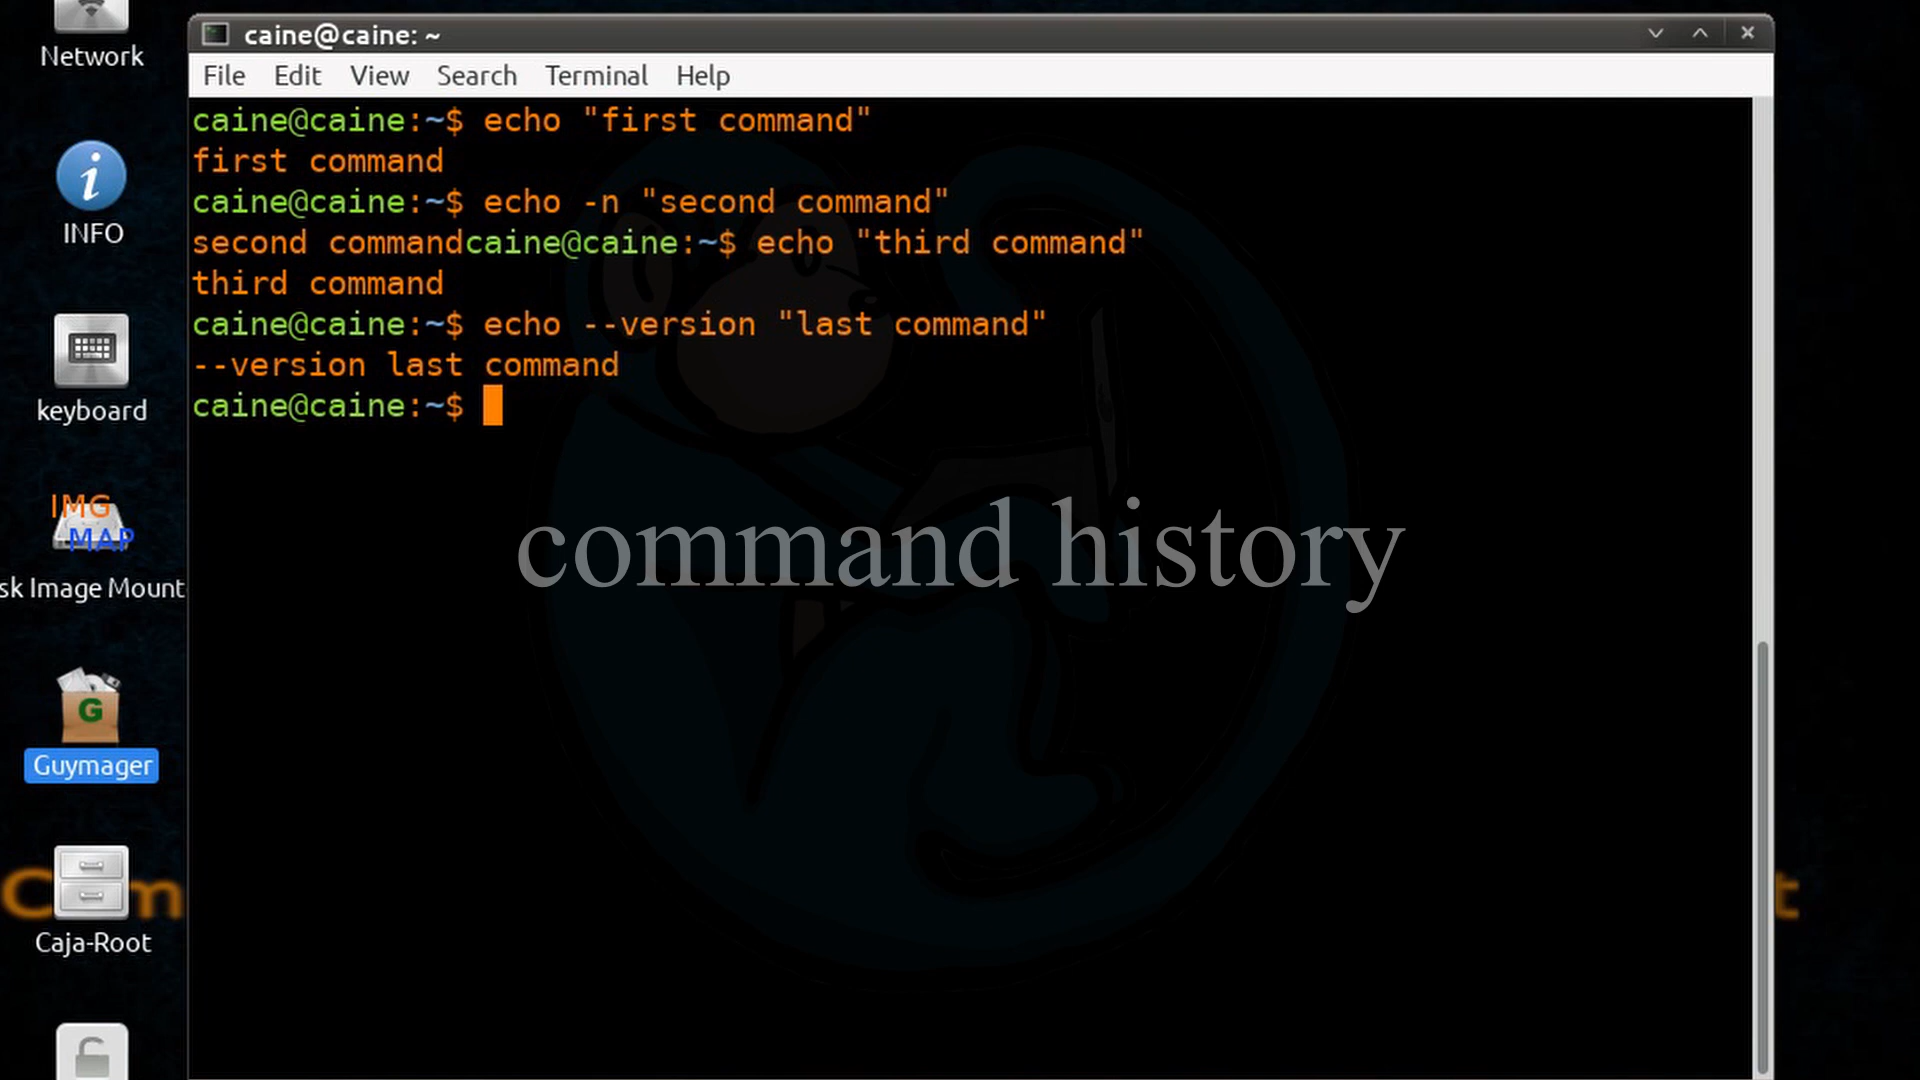 Network
INFO
keyboard
IMG
MAP
sk Image Mount
G
Guymager
Caja-Root
caine@caine: ~
File Edit View Search Terminal Help
caine@caine:~$ echo "first command"
first command
caine@caine:~$ echo -n "second command"
second commandcaine@caine:~$ echo "third command"
third command
caine@caine:~$ echo --version "last command"
--version last command
caine@caine:~$
command history